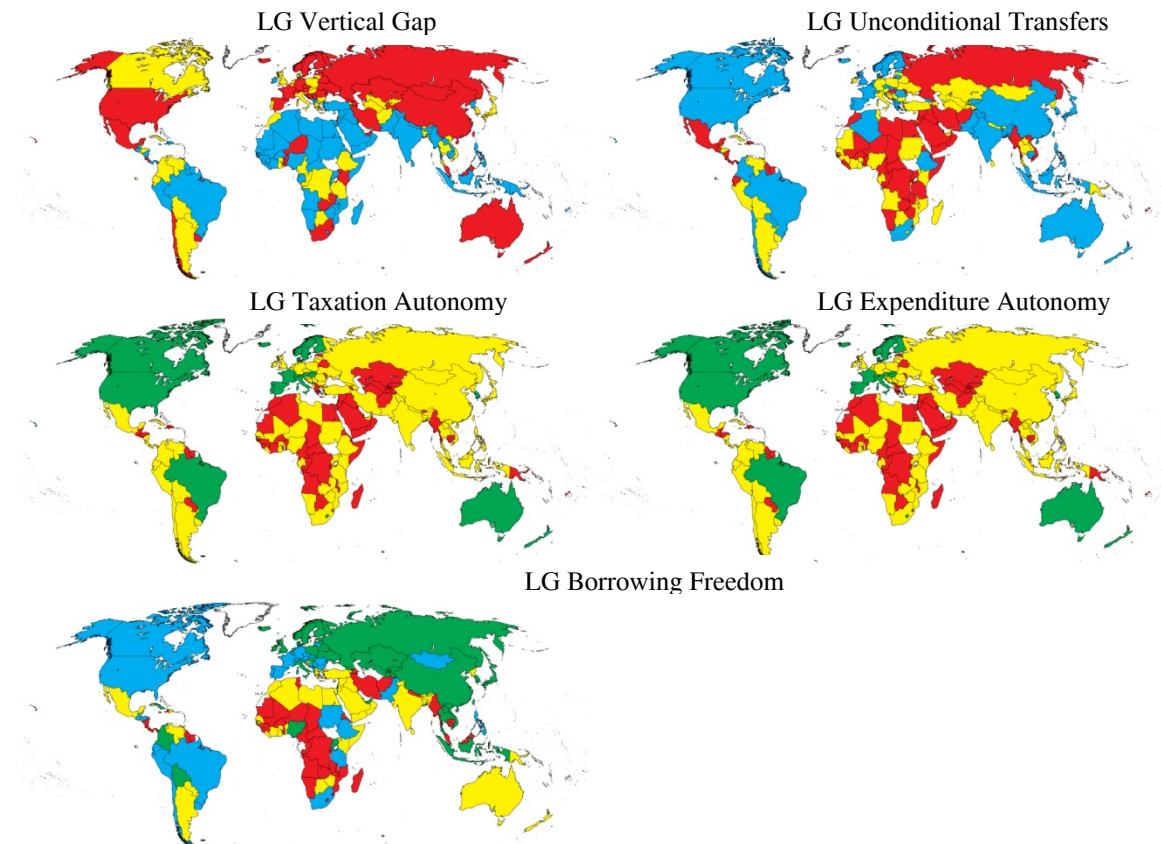 LG Vertical Gap
LG Unconditional Transfers
LG Taxation Autonomy
LG Expenditure Autonomy
LG Borrowing Freedom